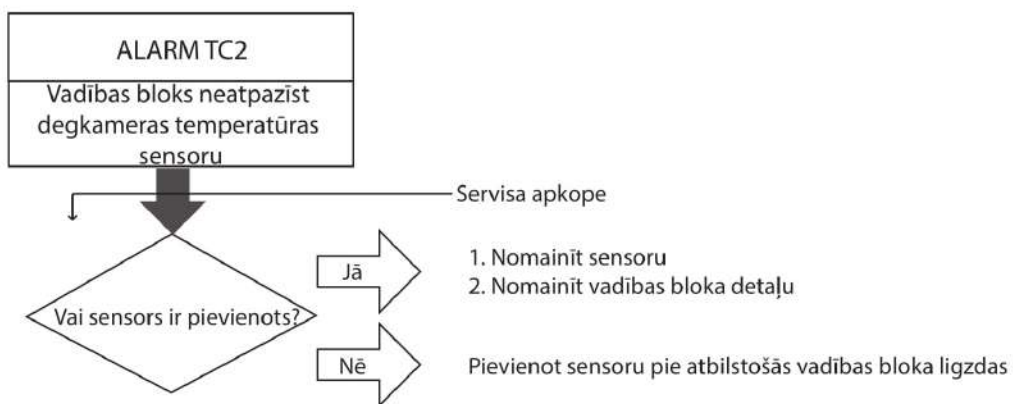 ALARM TC2
Vadības bloks neatpazīst
degkameras temperatūras
sensoru
Servisa apkope
Vai sensors ir pievienots?
Jā
1. Nomainīt sensoru
2. Nomainīt vadības bloka detaļu
Nē
Pievienot sensoru pie atbilstošās vadības bloka ligzdas